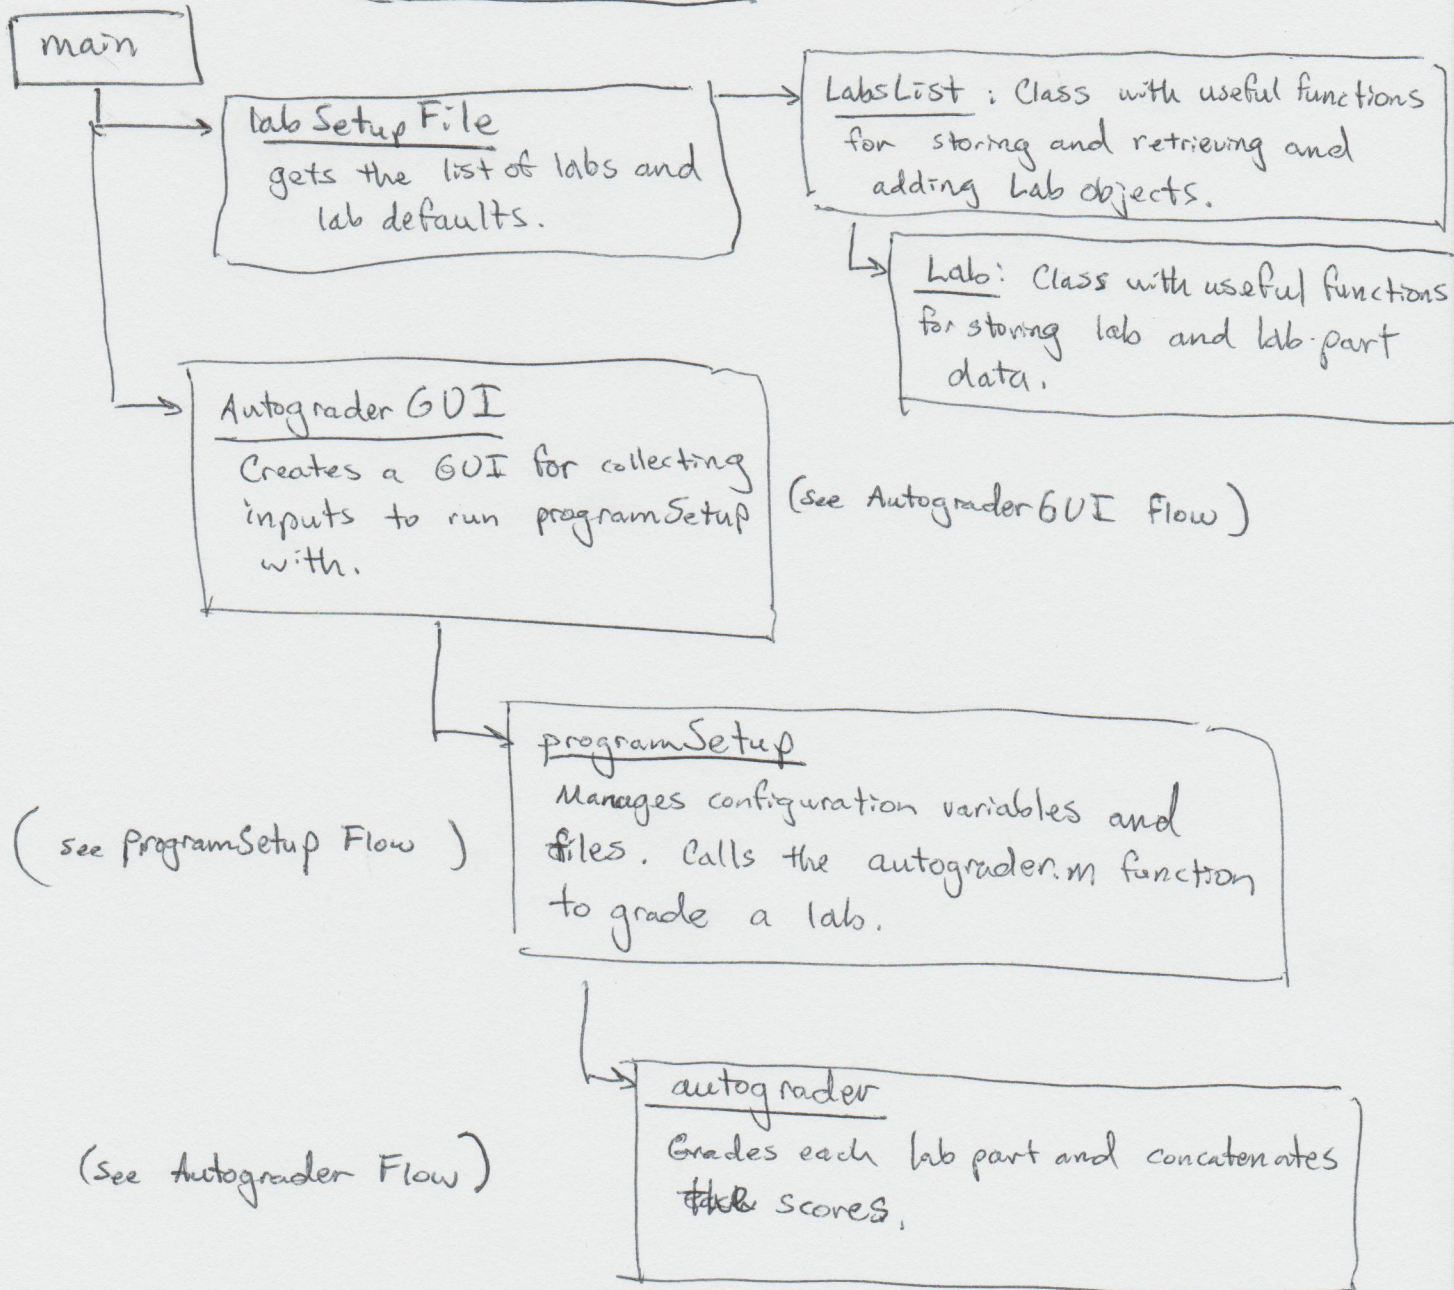 main
labSetupFile
gets the list of labs and
lab defaults.
LabsList : Class with useful functions
for storing and retrieving and
adding Lab objects.
Lab: Class with useful functions
for storing lab and lab part
data.
AutograderGUI
Creates a GUI for collecting
inputs to run programSetup
with.
(see AutograderGUI Flow)
programSetup
Manages configuration variables and
files. Calls the autograder.m function
to grade a lab.
(see programSetup Flow)
autograder
Grades each lab part and concatenates
the scores.
(see Autograder Flow)